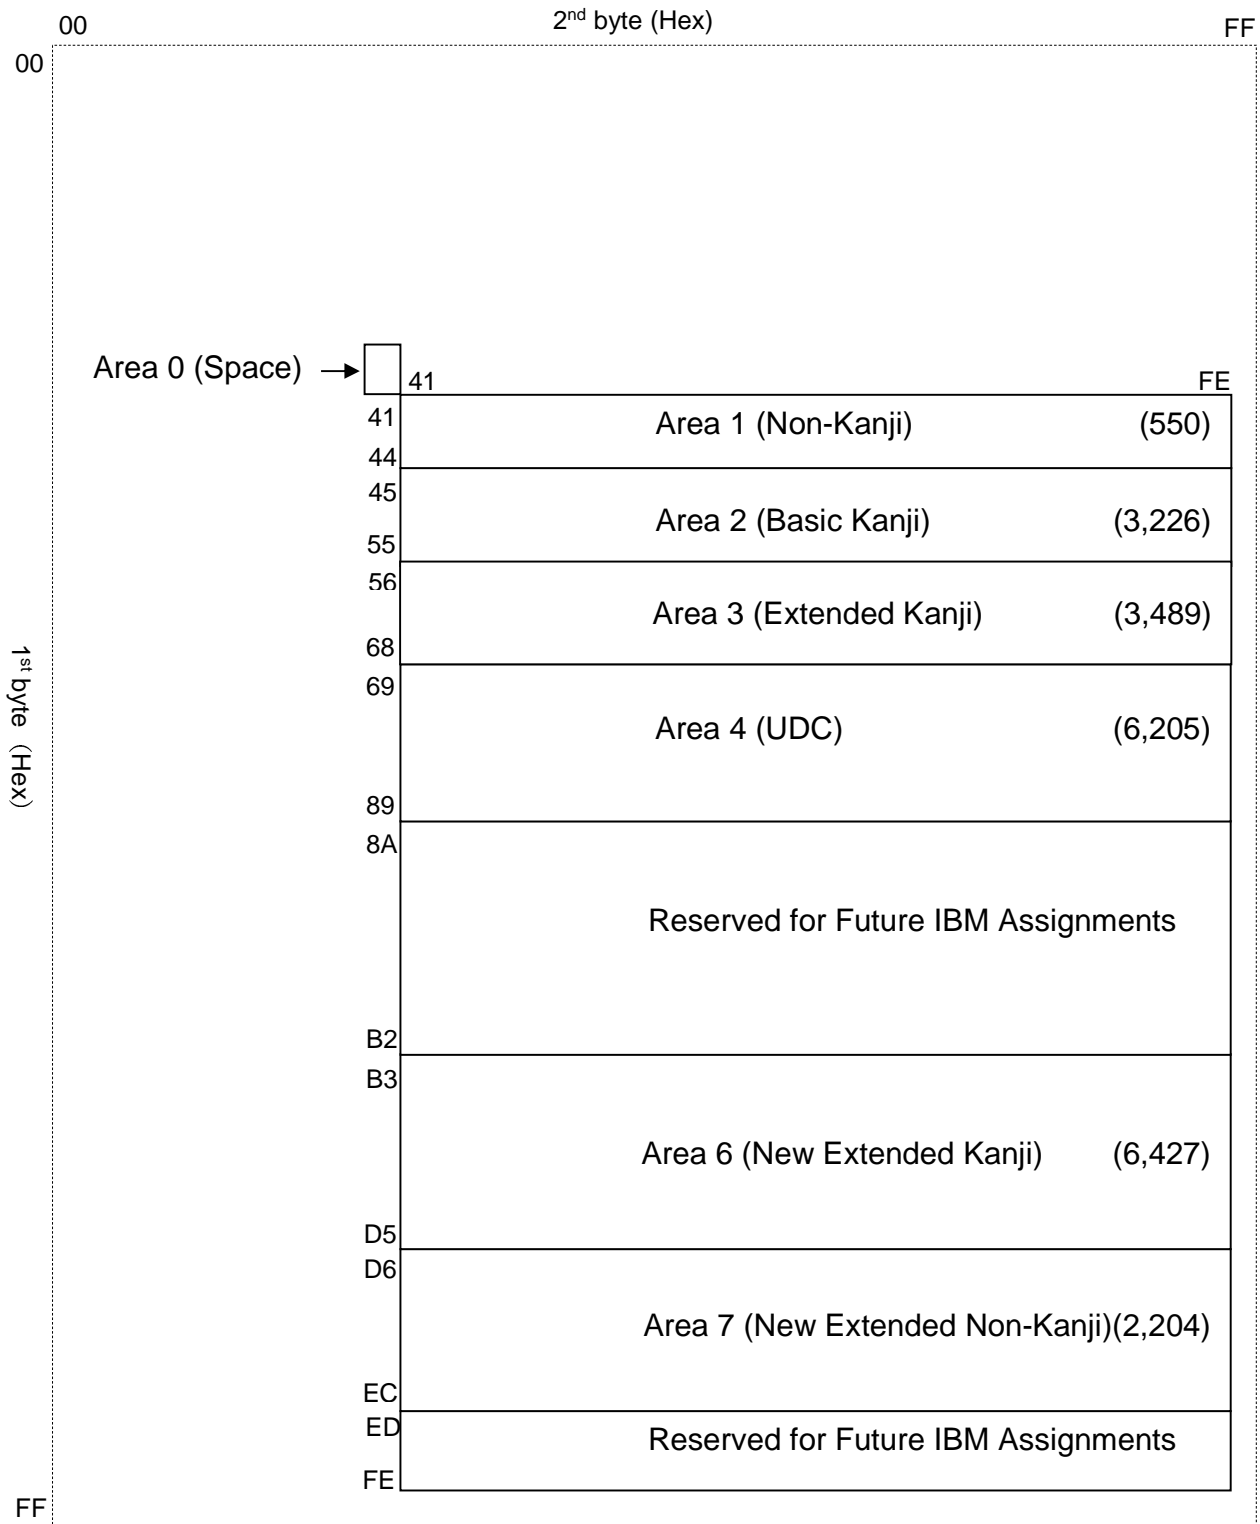 00 2nd byte (Hex) FF
00
Area 0 (Space) 41 FE
41 Area 1 (Non-Kanji) (550)
44
45
Area 2 (Basic Kanji) (3,226)
55
56
Area 3 (Extended Kanji) (3,489)
68
1st byte (Hex)
69
Area 4 (UDC) (6,205)
89
8A
Reserved for Future IBM Assignments
B2
B3
Area 6 (New Extended Kanji) (6,427)
D5
D6
Area 7 (New Extended Non-Kanji)(2,204)
EC
ED
Reserved for Future IBM Assignments
FE
FF